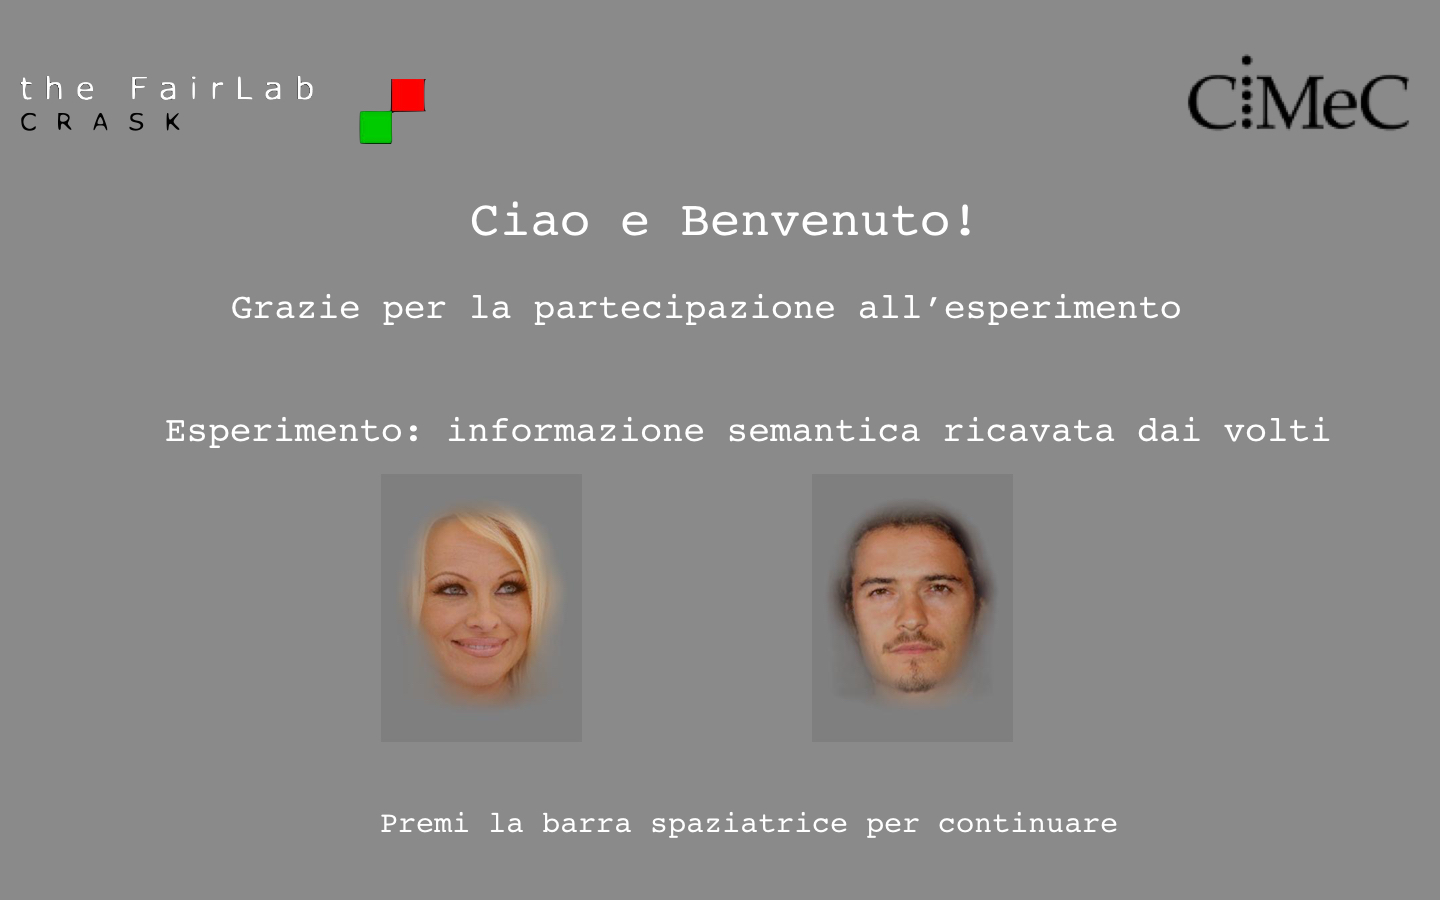 the FairLab
CRASK
CiMeC
Ciao e Benvenuto!
Grazie per la partecipazione all’esperimento
Esperimento: informazione semantica ricavata dai volti
Premi la barra spaziatrice per continuare